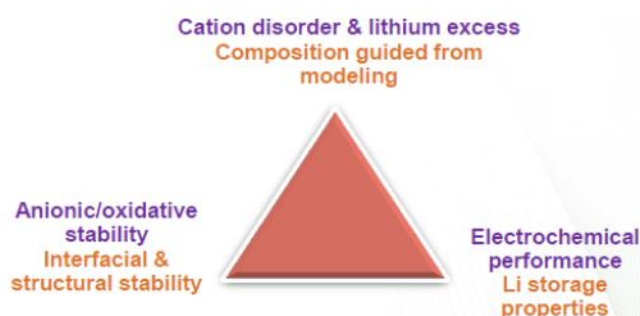 Cation disorder & lithium excess
Composition guided from
modeling
Anionic/oxidative
stability
Interfacial &
structural stability
Electrochemical
performance
Li storage
properties